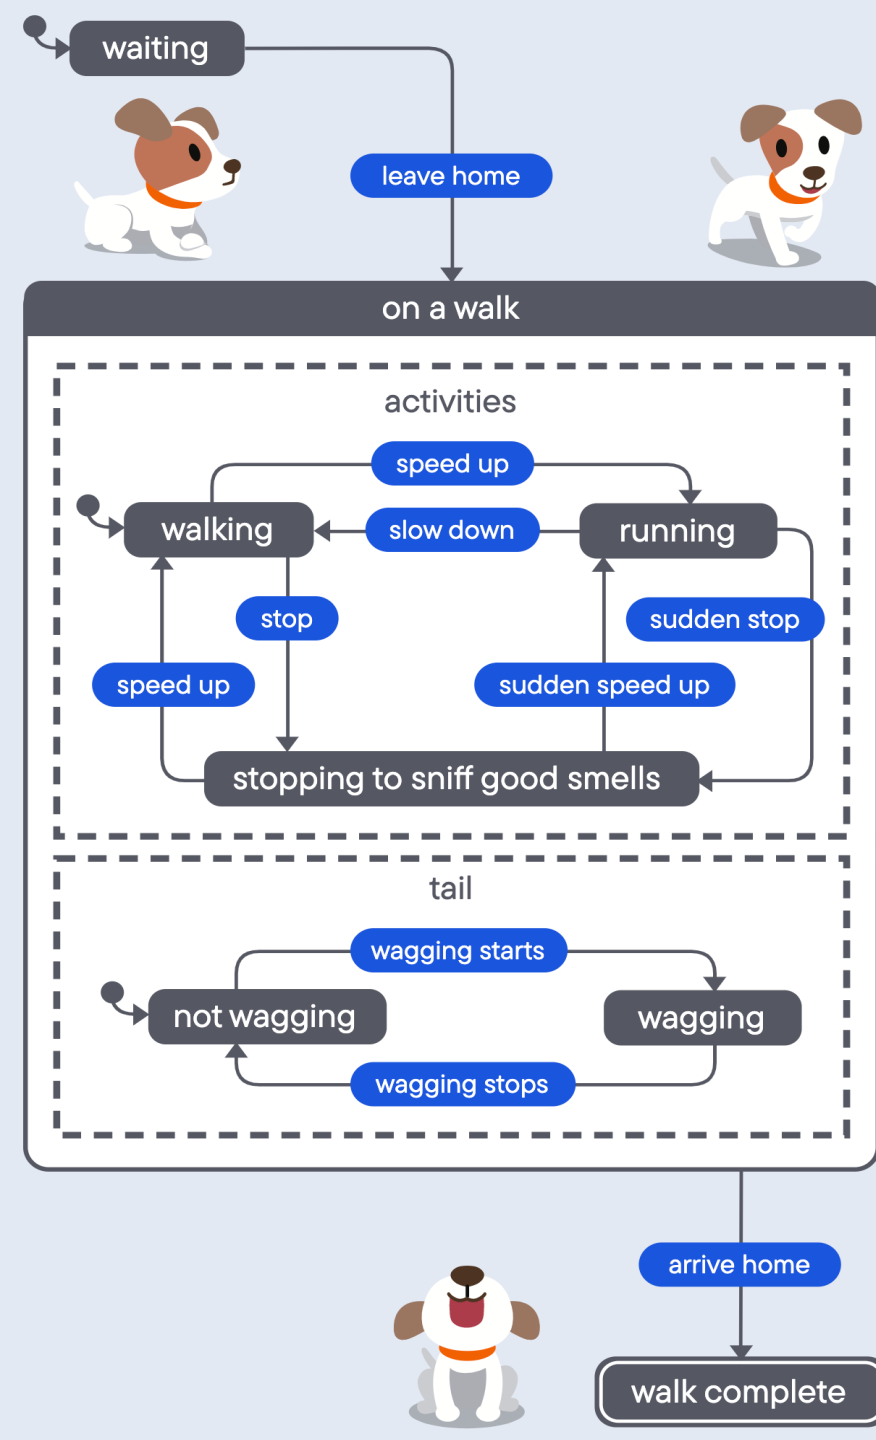 waiting
leave home
on a walk
activities
speed up
walking
slow down
running
stop
sudden stop
speed up
sudden speed up
stopping to sniff good smells
tail
wagging starts
not wagging
wagging
wagging stops
arrive home
walk complete